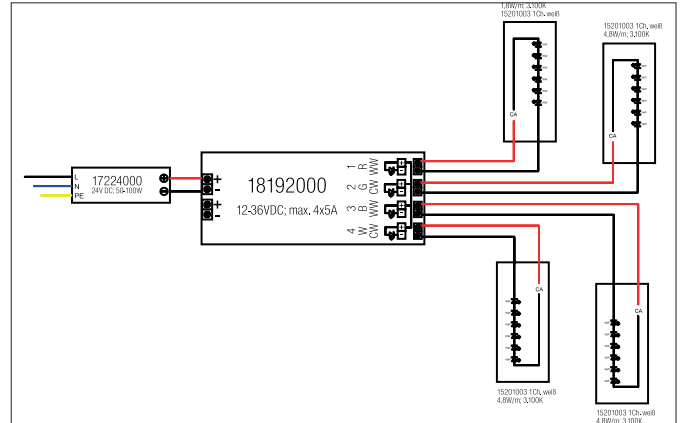 1,8W/m; 3.100K
15201003 1Ch. weiß
15201003 1Ch. weiß
4,8W/m; 3.100K
CA
CA
L
N
PE
17224000
24V DC; 50-100W
+
-
+
-
18192000
12-36VDC; max. 4x5A
1 R WW
2 G CW
3 B WW
4 W CW
+
-
+
-
+
-
+
-
CA
CA
15201003 1Ch. weiß
4,8W/m; 3.100K
15201003 1Ch. weiß
4,8W/m; 3.100K